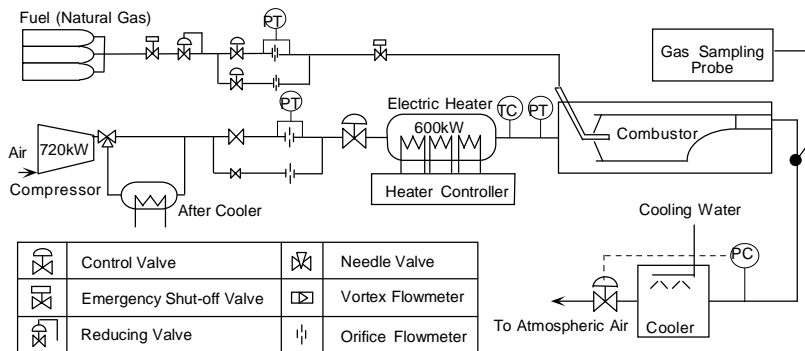 Fuel (Natural Gas)
PT
Gas Sampling
Probe
PT
Electric Heater
600kW
TC
PT
Combustor
Air
720kW
Compressor
After Cooler
Heater Controller
Cooling Water
PC
Control Valve
Needle Valve
Emergency Shut-off Valve
Vortex Flowmeter
Reducing Valve
Orifice Flowmeter
To Atmospheric Air
Cooler